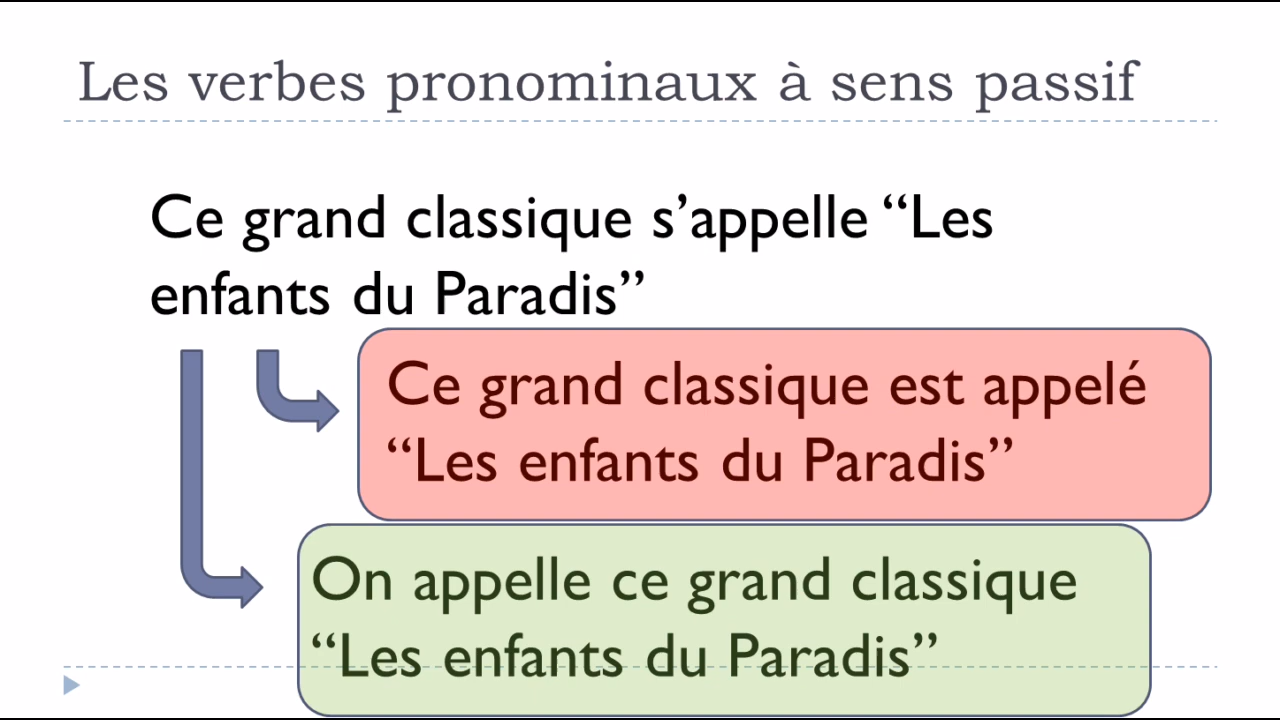 Les verbes pronominaux à sens passif
Ce grand classique s’appelle “Les
enfants du Paradis”
Ce grand classique est appelé
“Les enfants du Paradis”
On appelle ce grand classique
“Les enfants du Paradis”